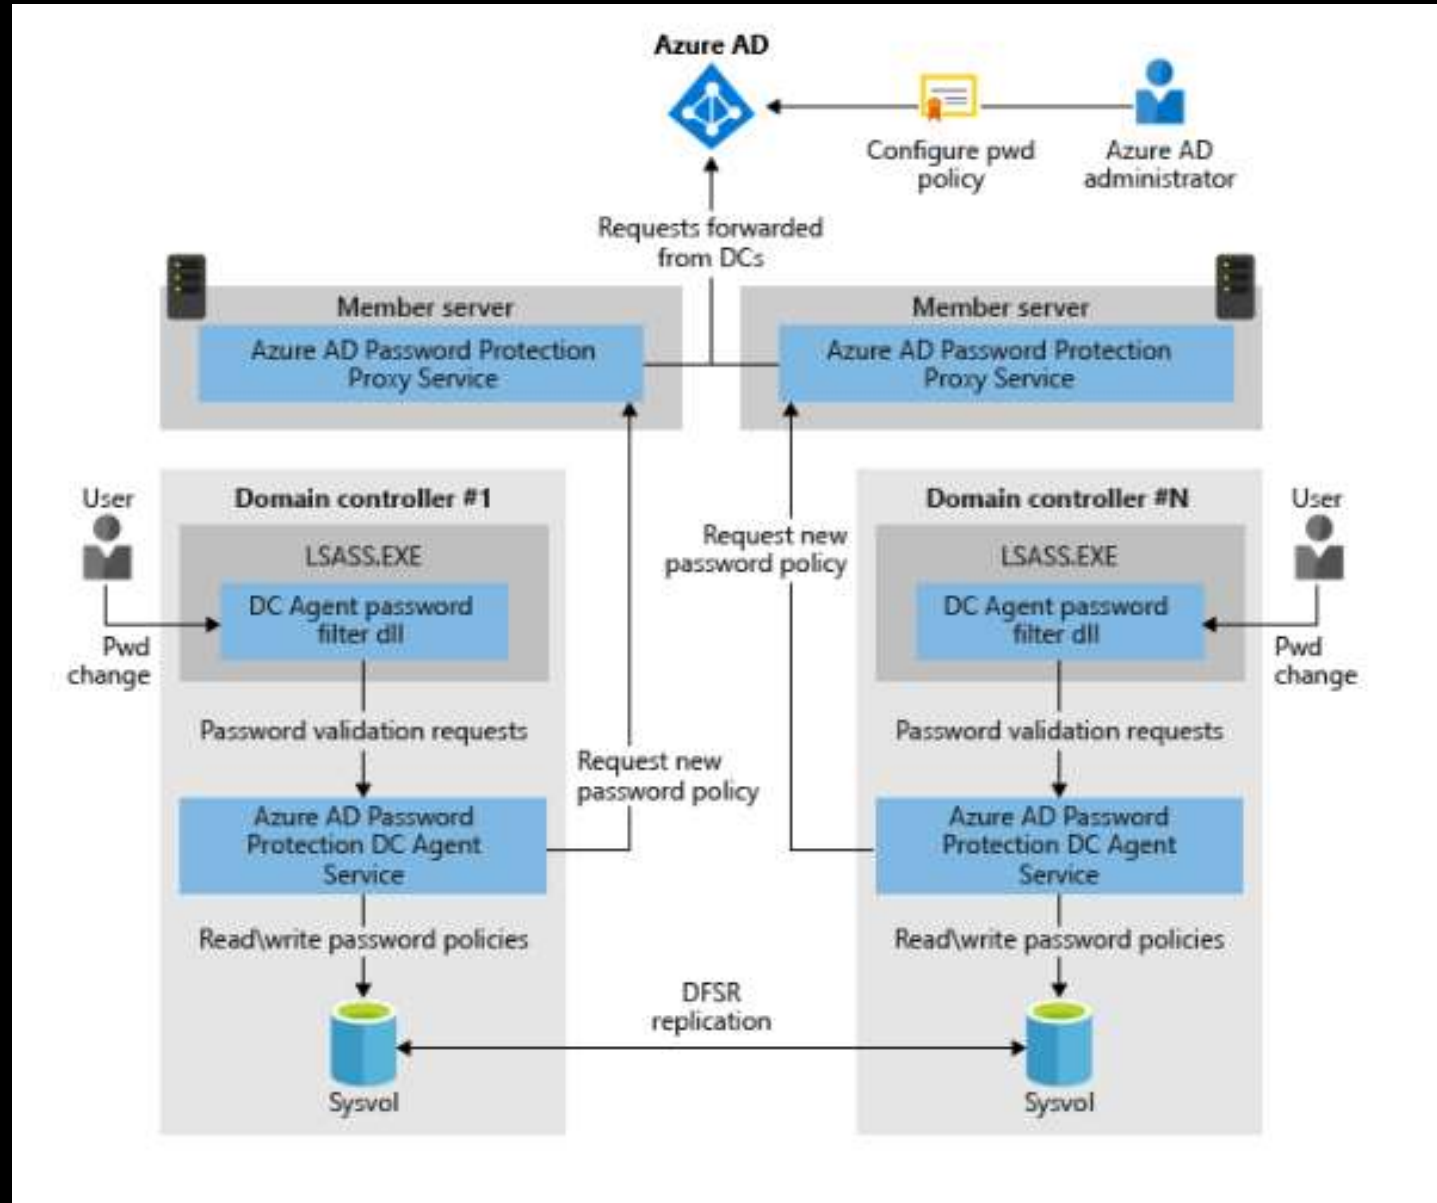 Azure AD
Configure pwd
policy
Azure AD
administrator
Requests forwarded
from DCs
Member server
Azure AD Password Protection
Proxy Service
Member server
Azure AD Password Protection
Proxy Service
User
Domain controller #1
LSASS.EXE
DC Agent password
filter dll
Pwd
change
Password validation requests
Request new
password policy
Azure AD Password
Protection DC Agent
Service
Read\write password policies
Sysvol
DFSR
replication
Request new
password policy
Domain controller #N
User
LSASS.EXE
DC Agent password
filter dll
Pwd
change
Password validation requests
Azure AD Password
Protection DC Agent
Service
Read\write password policies
Sysvol